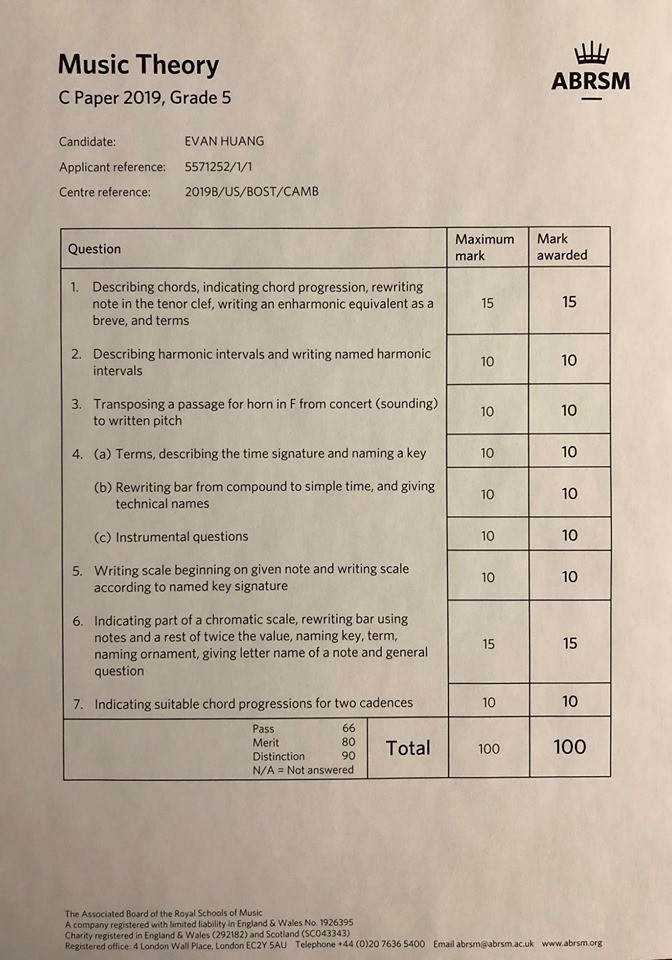 Music Theory
ABRSM
C Paper 2019, Grade 5
Candidate: EVAN HUANG
Applicant reference: 5571252/1/1
Centre reference: 2019B/US/BOST/CAMB
Question Maximum mark Mark awarded
1. Describing chords, indicating chord progression, rewriting
note in the tenor clef, writing an enharmonic equivalent as a 15 15
breve, and terms
2. Describing harmonic intervals and writing named harmonic 10 10
intervals
3. Transposing a passage for horn in F from concert (sounding) 10 10
to written pitch
4. (a) Terms, describing the time signature and naming a key 10 10
(b) Rewriting bar from compound to simple time, and giving 10 10
technical names
(c) Instrumental questions 10 10
5. Writing scale beginning on given note and writing scale 10 10
according to named key signature
6. Indicating part of a chromatic scale, rewriting bar using
notes and a rest of twice the value, naming key, term, 15 15
naming ornament, giving letter name of a note and general
question
7. Indicating suitable chord progressions for two cadences 10 10
Pass 66
Merit 80
Distinction 90
N/A = Not answered
Total 100 100
The Associated Board of the Royal Schools of Music
A company registered with limited liability in England & Wales No. 1926395
Charity registered in England & Wales (292182) and Scotland (SC043343)
Registered office: 4 London Wall Place, London EC2Y 5AU Telephone +44 (0)20 7636 5400 Email abrsm@abrsm.ac.uk www.abrsm.org